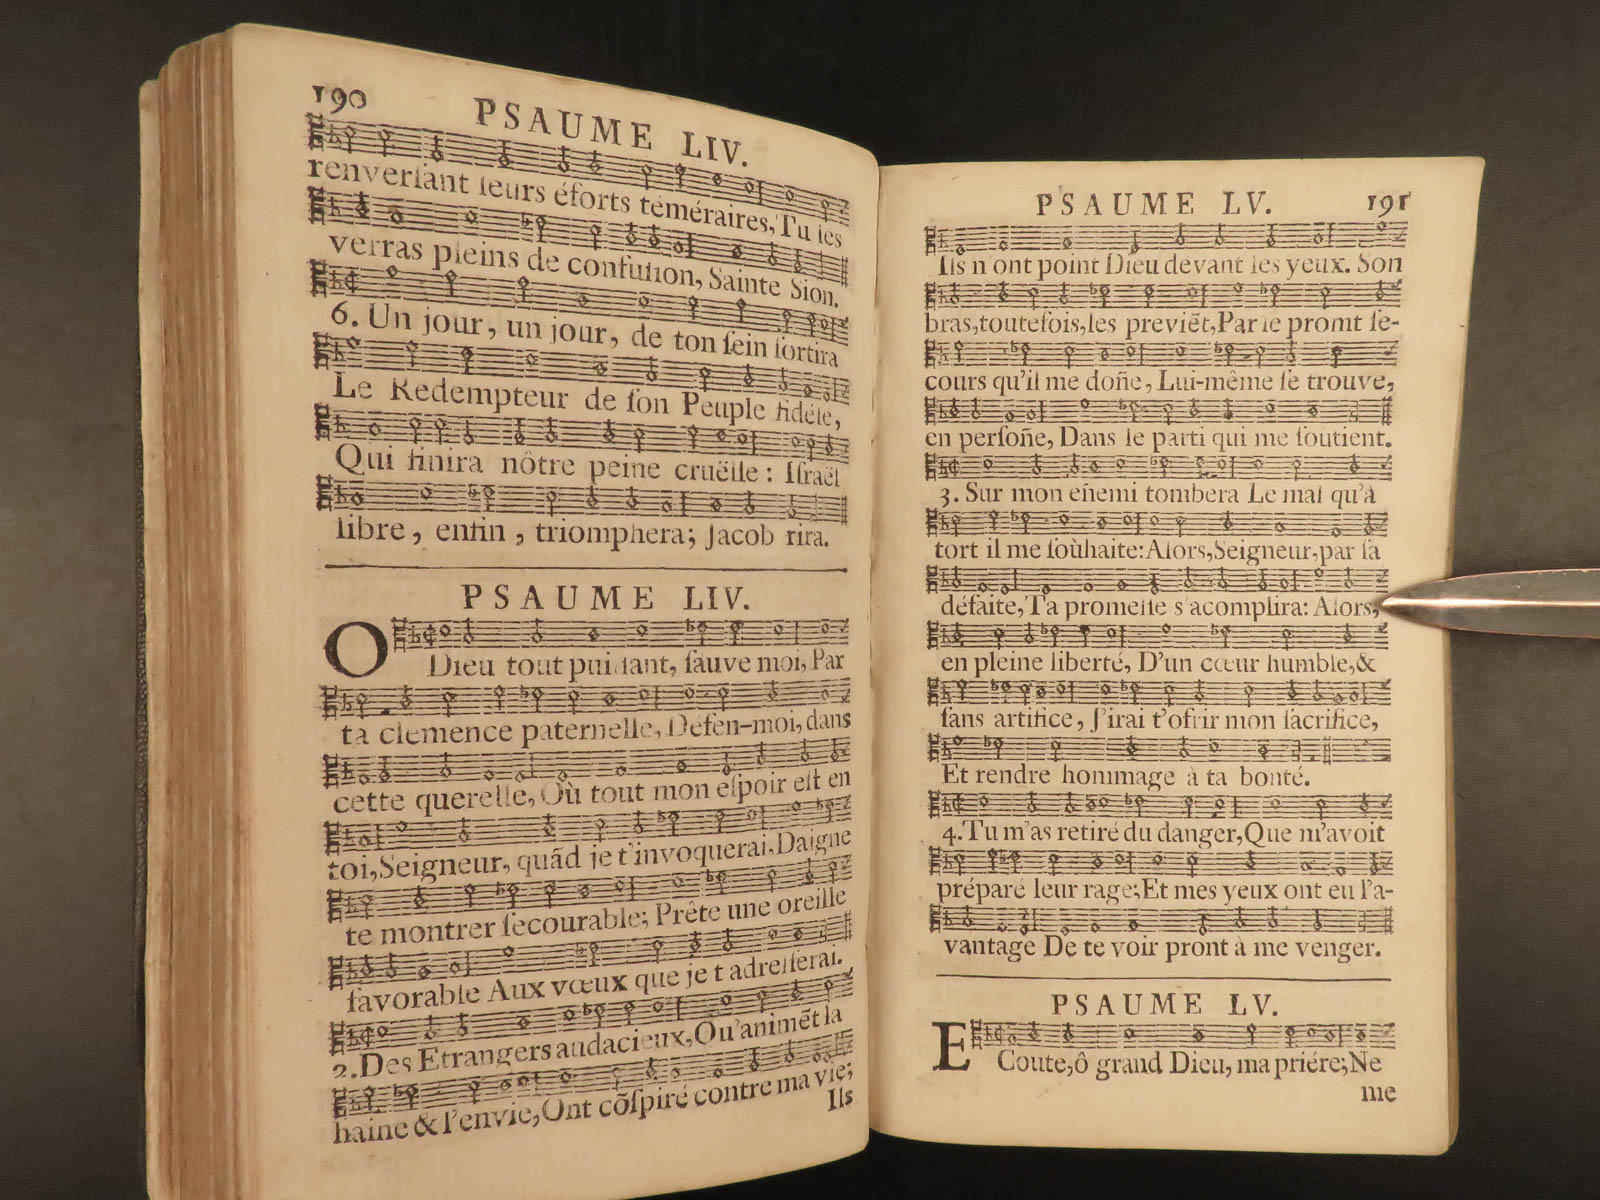 190
PSAUME LIV.
renverſant leurs éforts téméraires, Tu les
verras pleins de confuſion, Sainte Sion.
6. Un jour, un jour, de ton ſein ſortira
Le Redempteur de ſon Peuple fidéle,
Qui finira nôtre peine cruëlle: Iſraël
libre, enfin, triomphera; Jacob rira.
PSAUME LIV.
O Dieu tout puiſſant, ſauve moi, Par
ta clemence paternelle, Défen-moi, dans
cette querelle, Où tout mon eſpoir eſt en
toi, Seigneur, quãd je t'invoquerai, Daigne
te montrer ſecourable; Prête une oreille
favorable Aux vœux que je t'adreſſerai.
2. Des Etrangers audacieux, Qu'animẽt la
haine & l'envie, Ont cõſpiré contre ma vie;
Ils
PSAUME LV.
191
Ils n'ont point Dieu devant les yeux. Son
bras, toutefois, les previẽt, Par le promt ſe-
cours qu'il me doñe, Lui-même ſe trouve,
en perſoñe, Dans le parti qui me ſoutient.
3. Sur mon eñemi tombera Le mal qu'à
tort il me ſoùhaite: Alors, Seigneur, par ſa
défaite, Ta promeſſe s'acomplira: Alors,
en pleine liberté, D'un cœur humble, &
ſans artifice, J'irai t'ofrir mon ſacrifice,
Et rendre hommage à ta bonté.
4. Tu m'as retiré du danger, Que m'avoit
préparé leur rage; Et mes yeux ont eu l'a-
vantage De te voir pront à me venger.
PSAUME LV.
ECoute, ô grand Dieu, ma priére; Ne
me